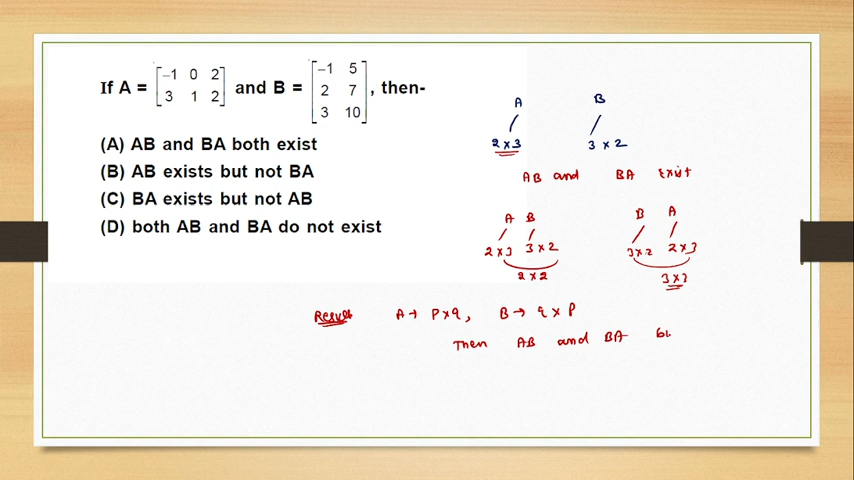 If A = [−1 0 2 and B = [−1 5
3 1 2] 2 7
3 10], then-
(A) AB and BA both exist
(B) AB exists but not BA
(C) BA exists but not AB
(D) both AB and BA do not exist
A B
2 x 3 3 x 2
AB and BA Exist
A B B A
2 x 3 3 x 2 3 x 2 2 x 3
2 x 2 3 x 3
Result A → P x q, B → q x P
Then AB and BA